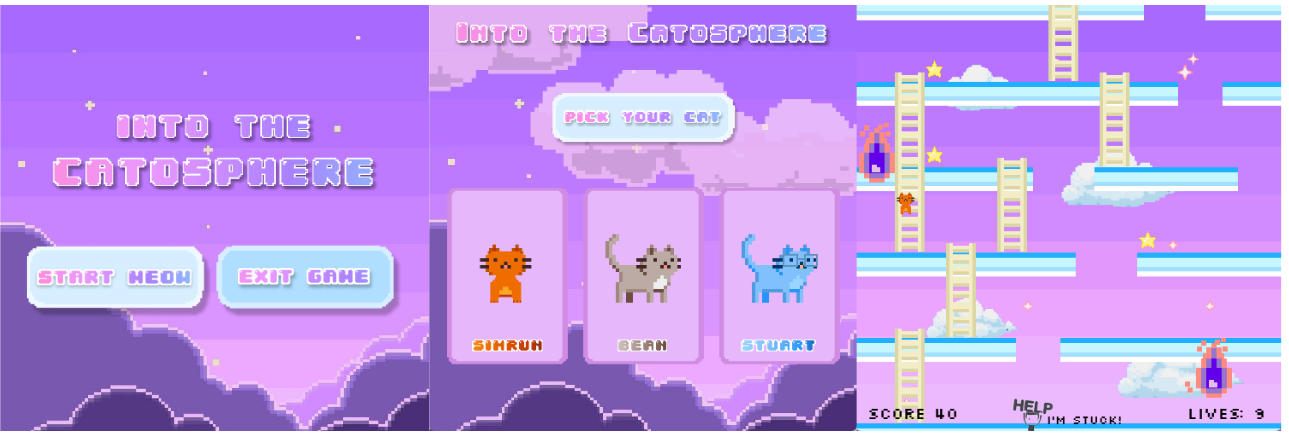 INTO THE
CATOSPHERE
START MEOW
EXIT GAME
INTO THE CATOSPHERE
PICK YOUR CAT
SIMRUN
BEAN
STUART
SCORE 40
HELP
I'M STUCK!
LIVES: 9